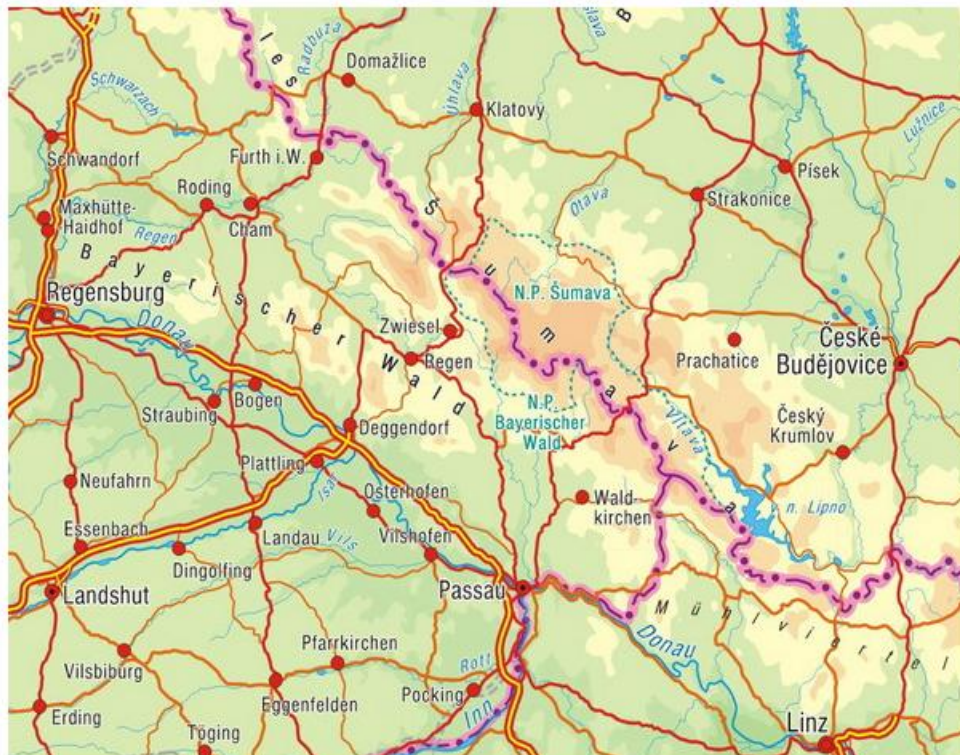 Radbuza
Domažlice
Úhlava
Schwarzach
Klatovy
Lužnice
Schwandorf
Furth i.W.
Písek
Roding
Otava
Strakonice
Maxhütte-
Haidhof
Regen
Cham
Šumava
Bayerischer Wald
N.P. Šumava
Regensburg
Donau
Zwiesel
Regen
Prachatice
České
Budějovice
Straubing
Bogen
N.P.
Bayerischer
Wald
Deggendorf
Vltava
Český
Krumlov
Plattling
Isar
Neufahrn
Osterhofen
Wald-
kirchen
v. n. Lipno
Essenbach
Landau
Vils
Vilshofen
Dingolfing
Landshut
Passau
Mühlviertel
Pfarrkirchen
Donau
Vilsbiburg
Rott
Eggenfelden
Pocking
Erding
Inn
Linz
Töging